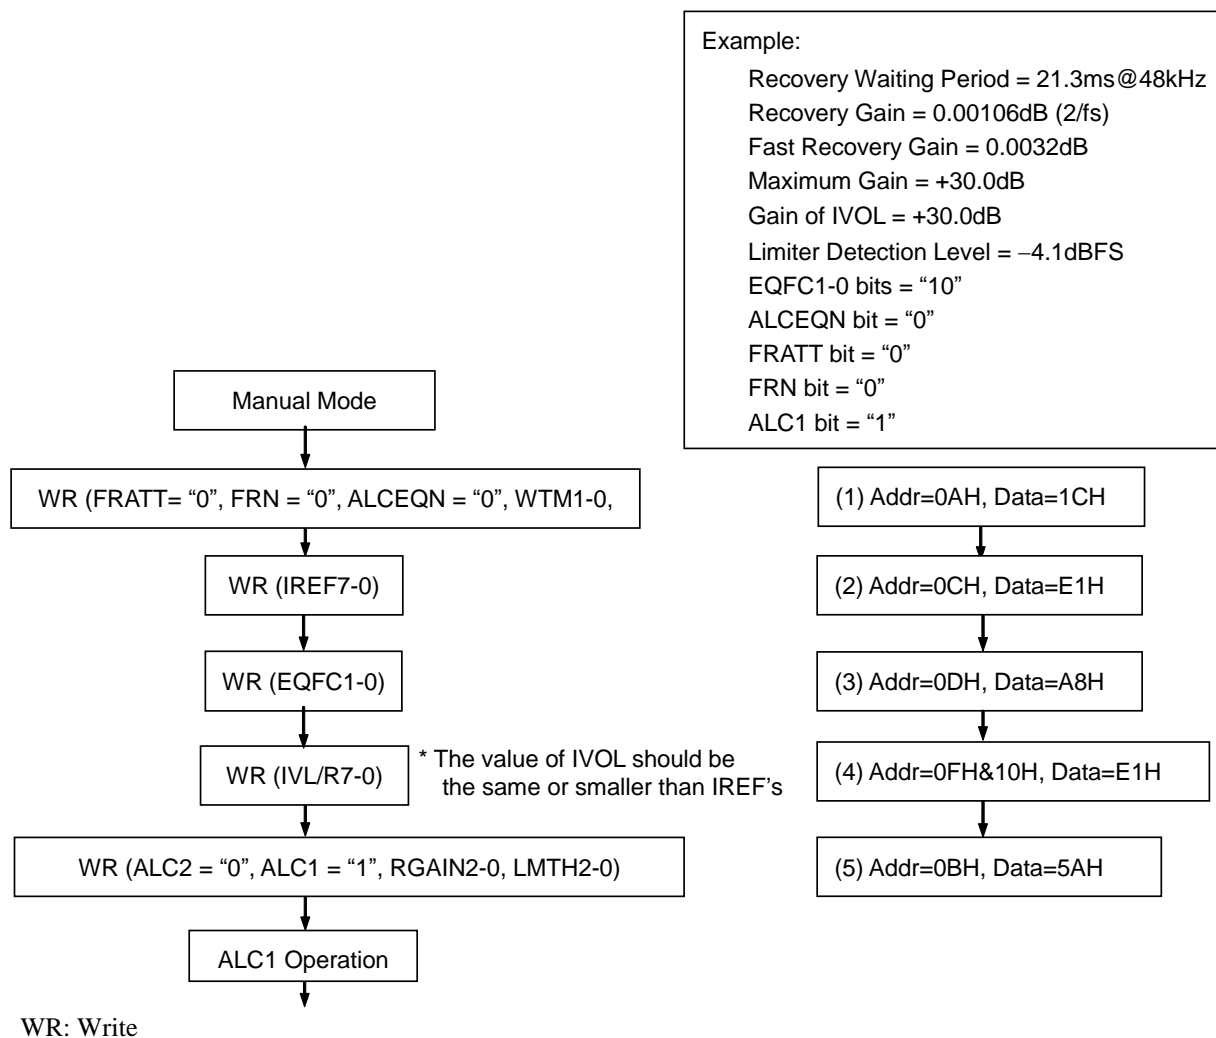 Example:
Recovery Waiting Period = 21.3ms@48kHz
Recovery Gain = 0.00106dB (2/fs)
Fast Recovery Gain = 0.0032dB
Maximum Gain = +30.0dB
Gain of IVOL = +30.0dB
Limiter Detection Level = −4.1dBFS
EQFC1-0 bits = “10”
ALCEQN bit = “0”
FRATT bit = “0”
FRN bit = “0”
ALC1 bit = “1”
Manual Mode
WR (FRATT= “0”, FRN = “0”, ALCEQN = “0”, WTM1-0,
(1) Addr=0AH, Data=1CH
WR (IREF7-0)
(2) Addr=0CH, Data=E1H
WR (EQFC1-0)
(3) Addr=0DH, Data=A8H
WR (IVL/R7-0)
* The value of IVOL should be
the same or smaller than IREF’s
(4) Addr=0FH&10H, Data=E1H
WR (ALC2 = “0”, ALC1 = “1”, RGAIN2-0, LMTH2-0)
(5) Addr=0BH, Data=5AH
ALC1 Operation
WR: Write